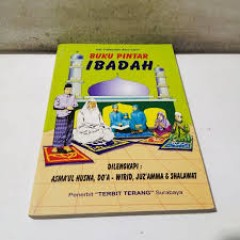 BUKU PINTAR
IBADAH
DILENGKAPI :
ASMA'UL HUSNA, DO'A - WIRID, JUZ'AMMA & SHALAWAT
Penerbit "TERBIT TERANG" Surabaya